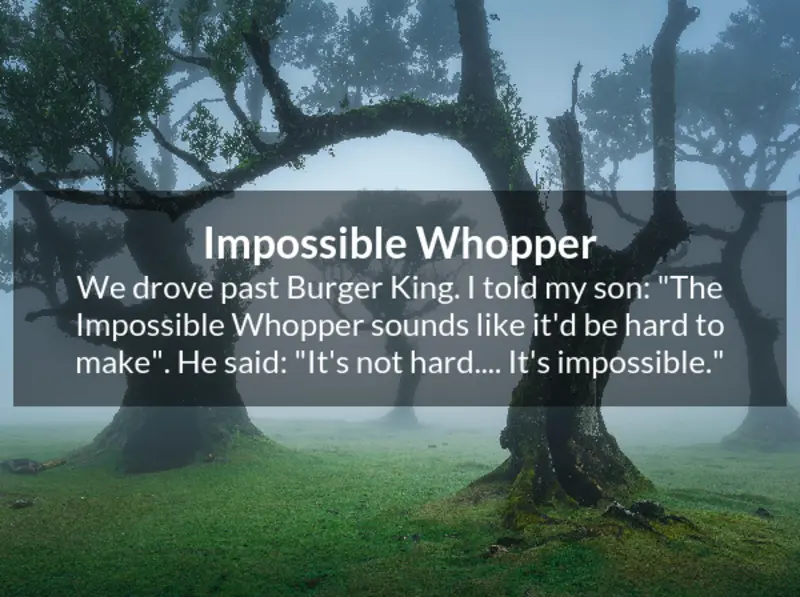 Impossible Whopper
We drove past Burger King. I told my son: "The
Impossible Whopper sounds like it'd be hard to
make". He said: "It's not hard.... It's impossible."